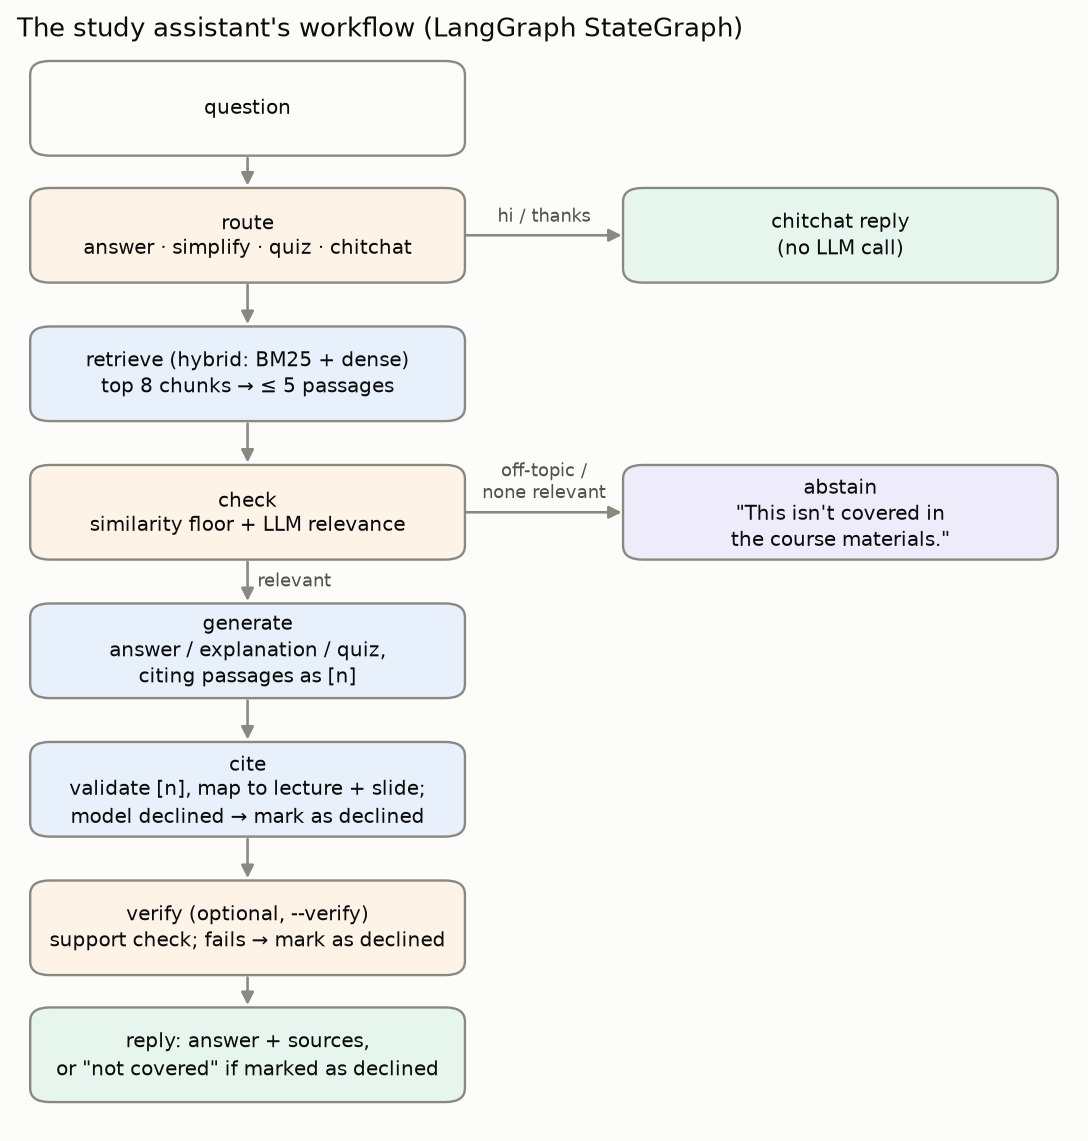 The study assistant's workflow (LangGraph StateGraph)
question
route
answer · simplify · quiz · chitchat
hi / thanks
chitchat reply
(no LLM call)
retrieve (hybrid: BM25 + dense)
top 8 chunks → ≤ 5 passages
check
similarity floor + LLM relevance
off-topic /
none relevant
abstain
"This isn't covered in
the course materials."
relevant
generate
answer / explanation / quiz,
citing passages as [n]
cite
validate [n], map to lecture + slide;
model declined → mark as declined
verify (optional, --verify)
support check; fails → mark as declined
reply: answer + sources,
or "not covered" if marked as declined